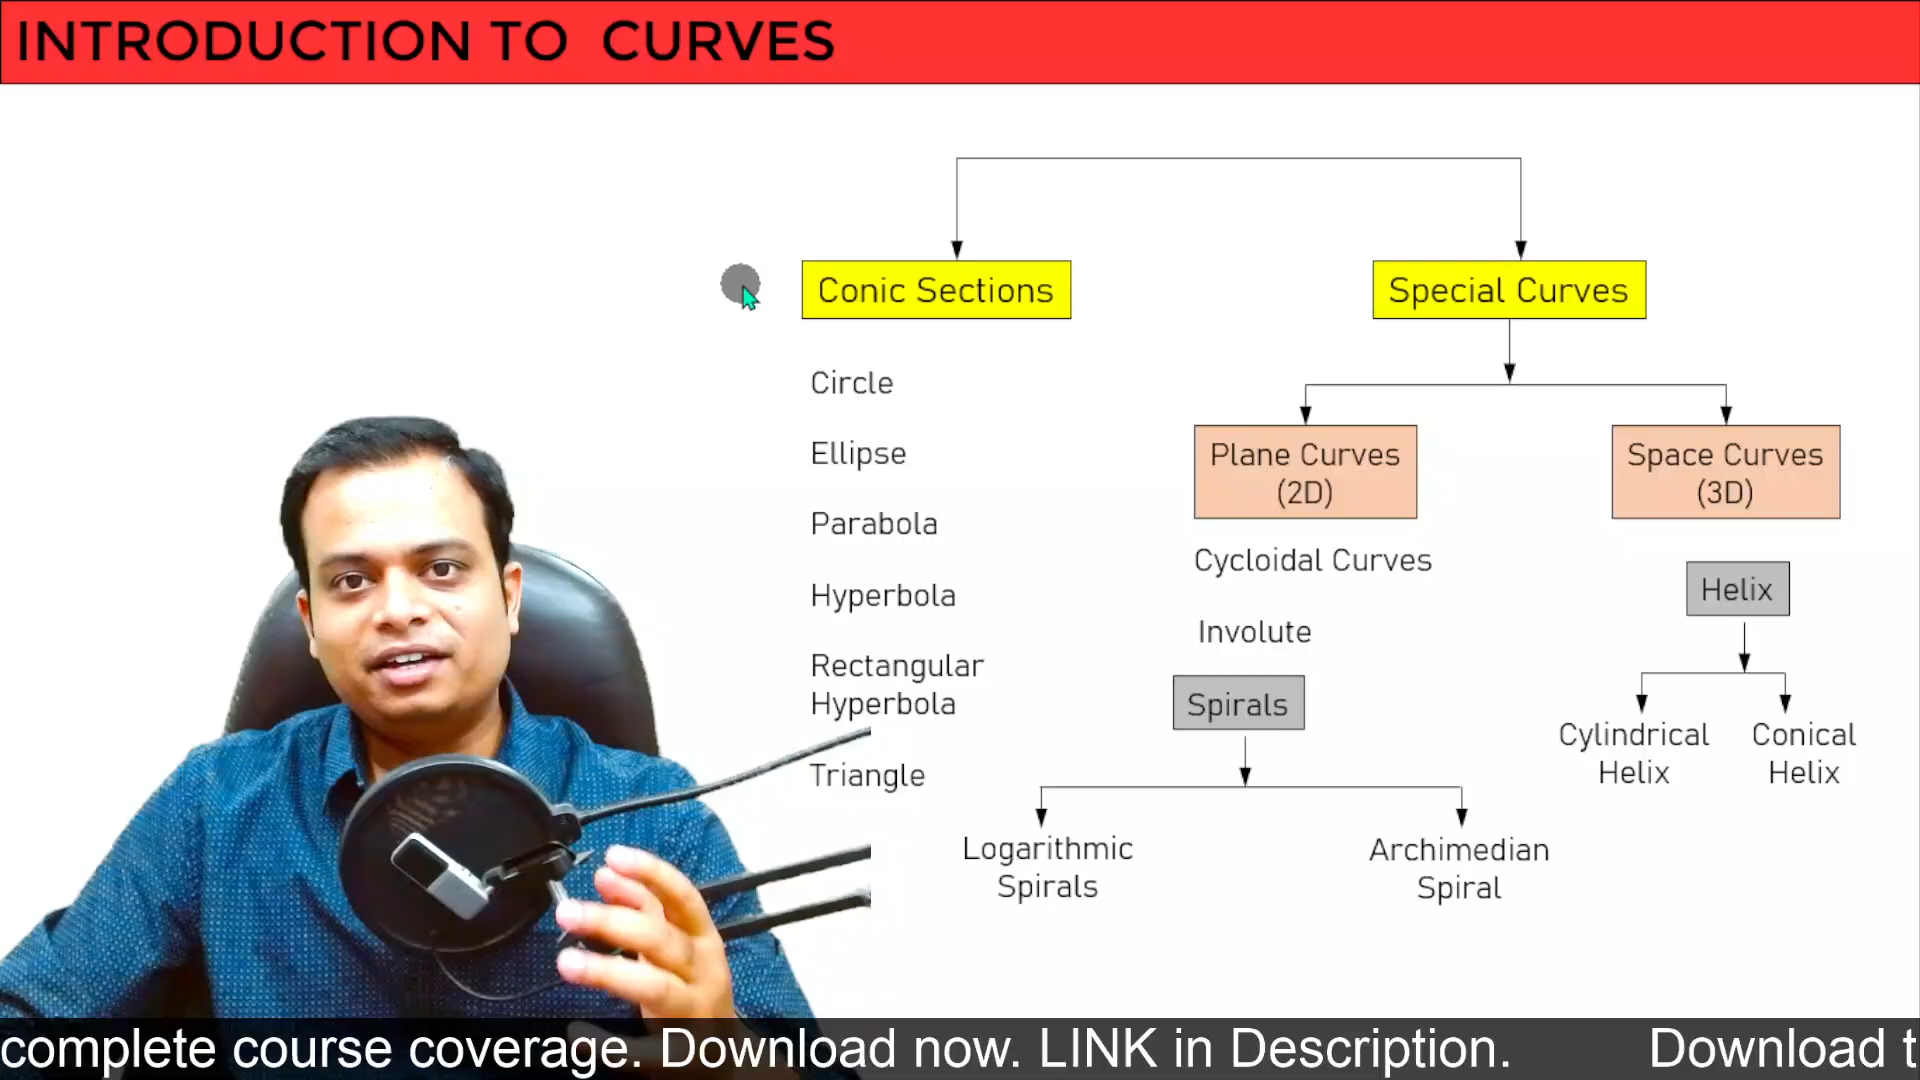 INTRODUCTION TO CURVES
Conic Sections
Circle
Ellipse
Parabola
Hyperbola
Rectangular
Hyperbola
Triangle
Special Curves
Plane Curves
(2D)
Cycloidal Curves
Involute
Spirals
Logarithmic
Spirals
Archimedian
Spiral
Space Curves
(3D)
Helix
Cylindrical
Helix
Conical
Helix
complete course coverage. Download now. LINK in Description. Download t